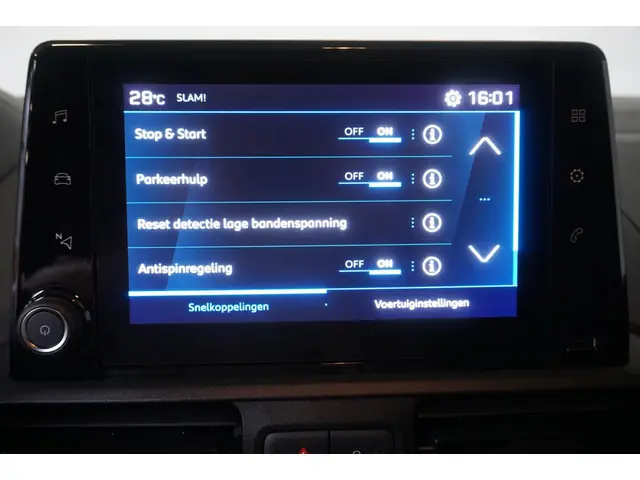 28°C SLAM! 16:01
Stop & Start OFF ON
Parkeerhulp OFF ON
Reset detectie lage bandenspanning
Antispinregeling OFF ON
Snelkoppelingen Voertuiginstellingen
N